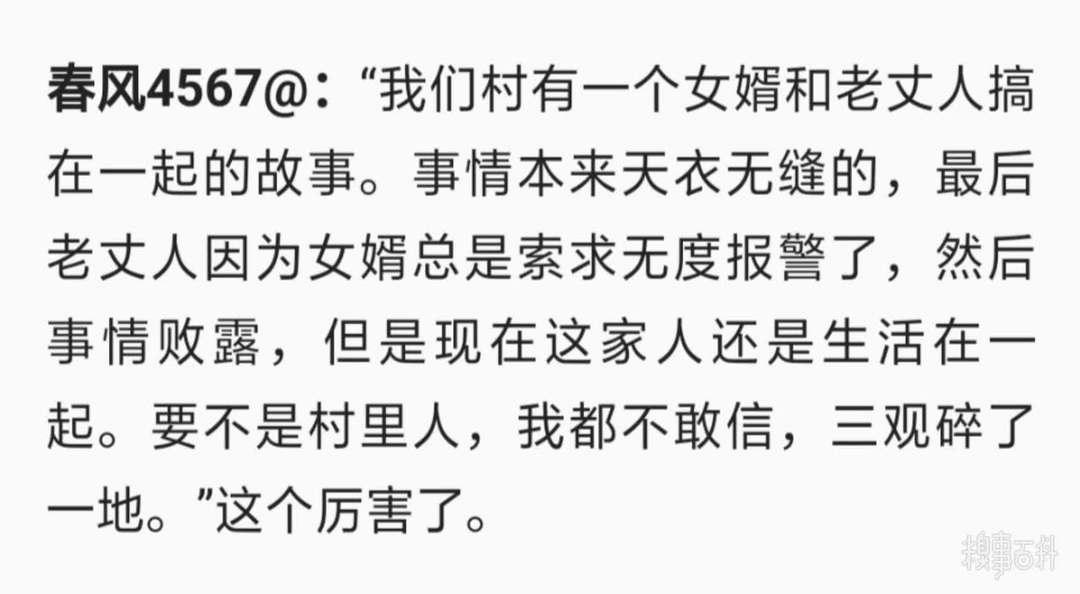 春风4567@：“我们村有一个女婿和老丈人搞
在一起的故事。事情本来天衣无缝的，最后
老丈人因为女婿总是索求无度报警了，然后
事情败露，但是现在这家人还是生活在一
起。要不是村里人，我都不敢信，三观碎了
一地。”这个厉害了。
糗事百科